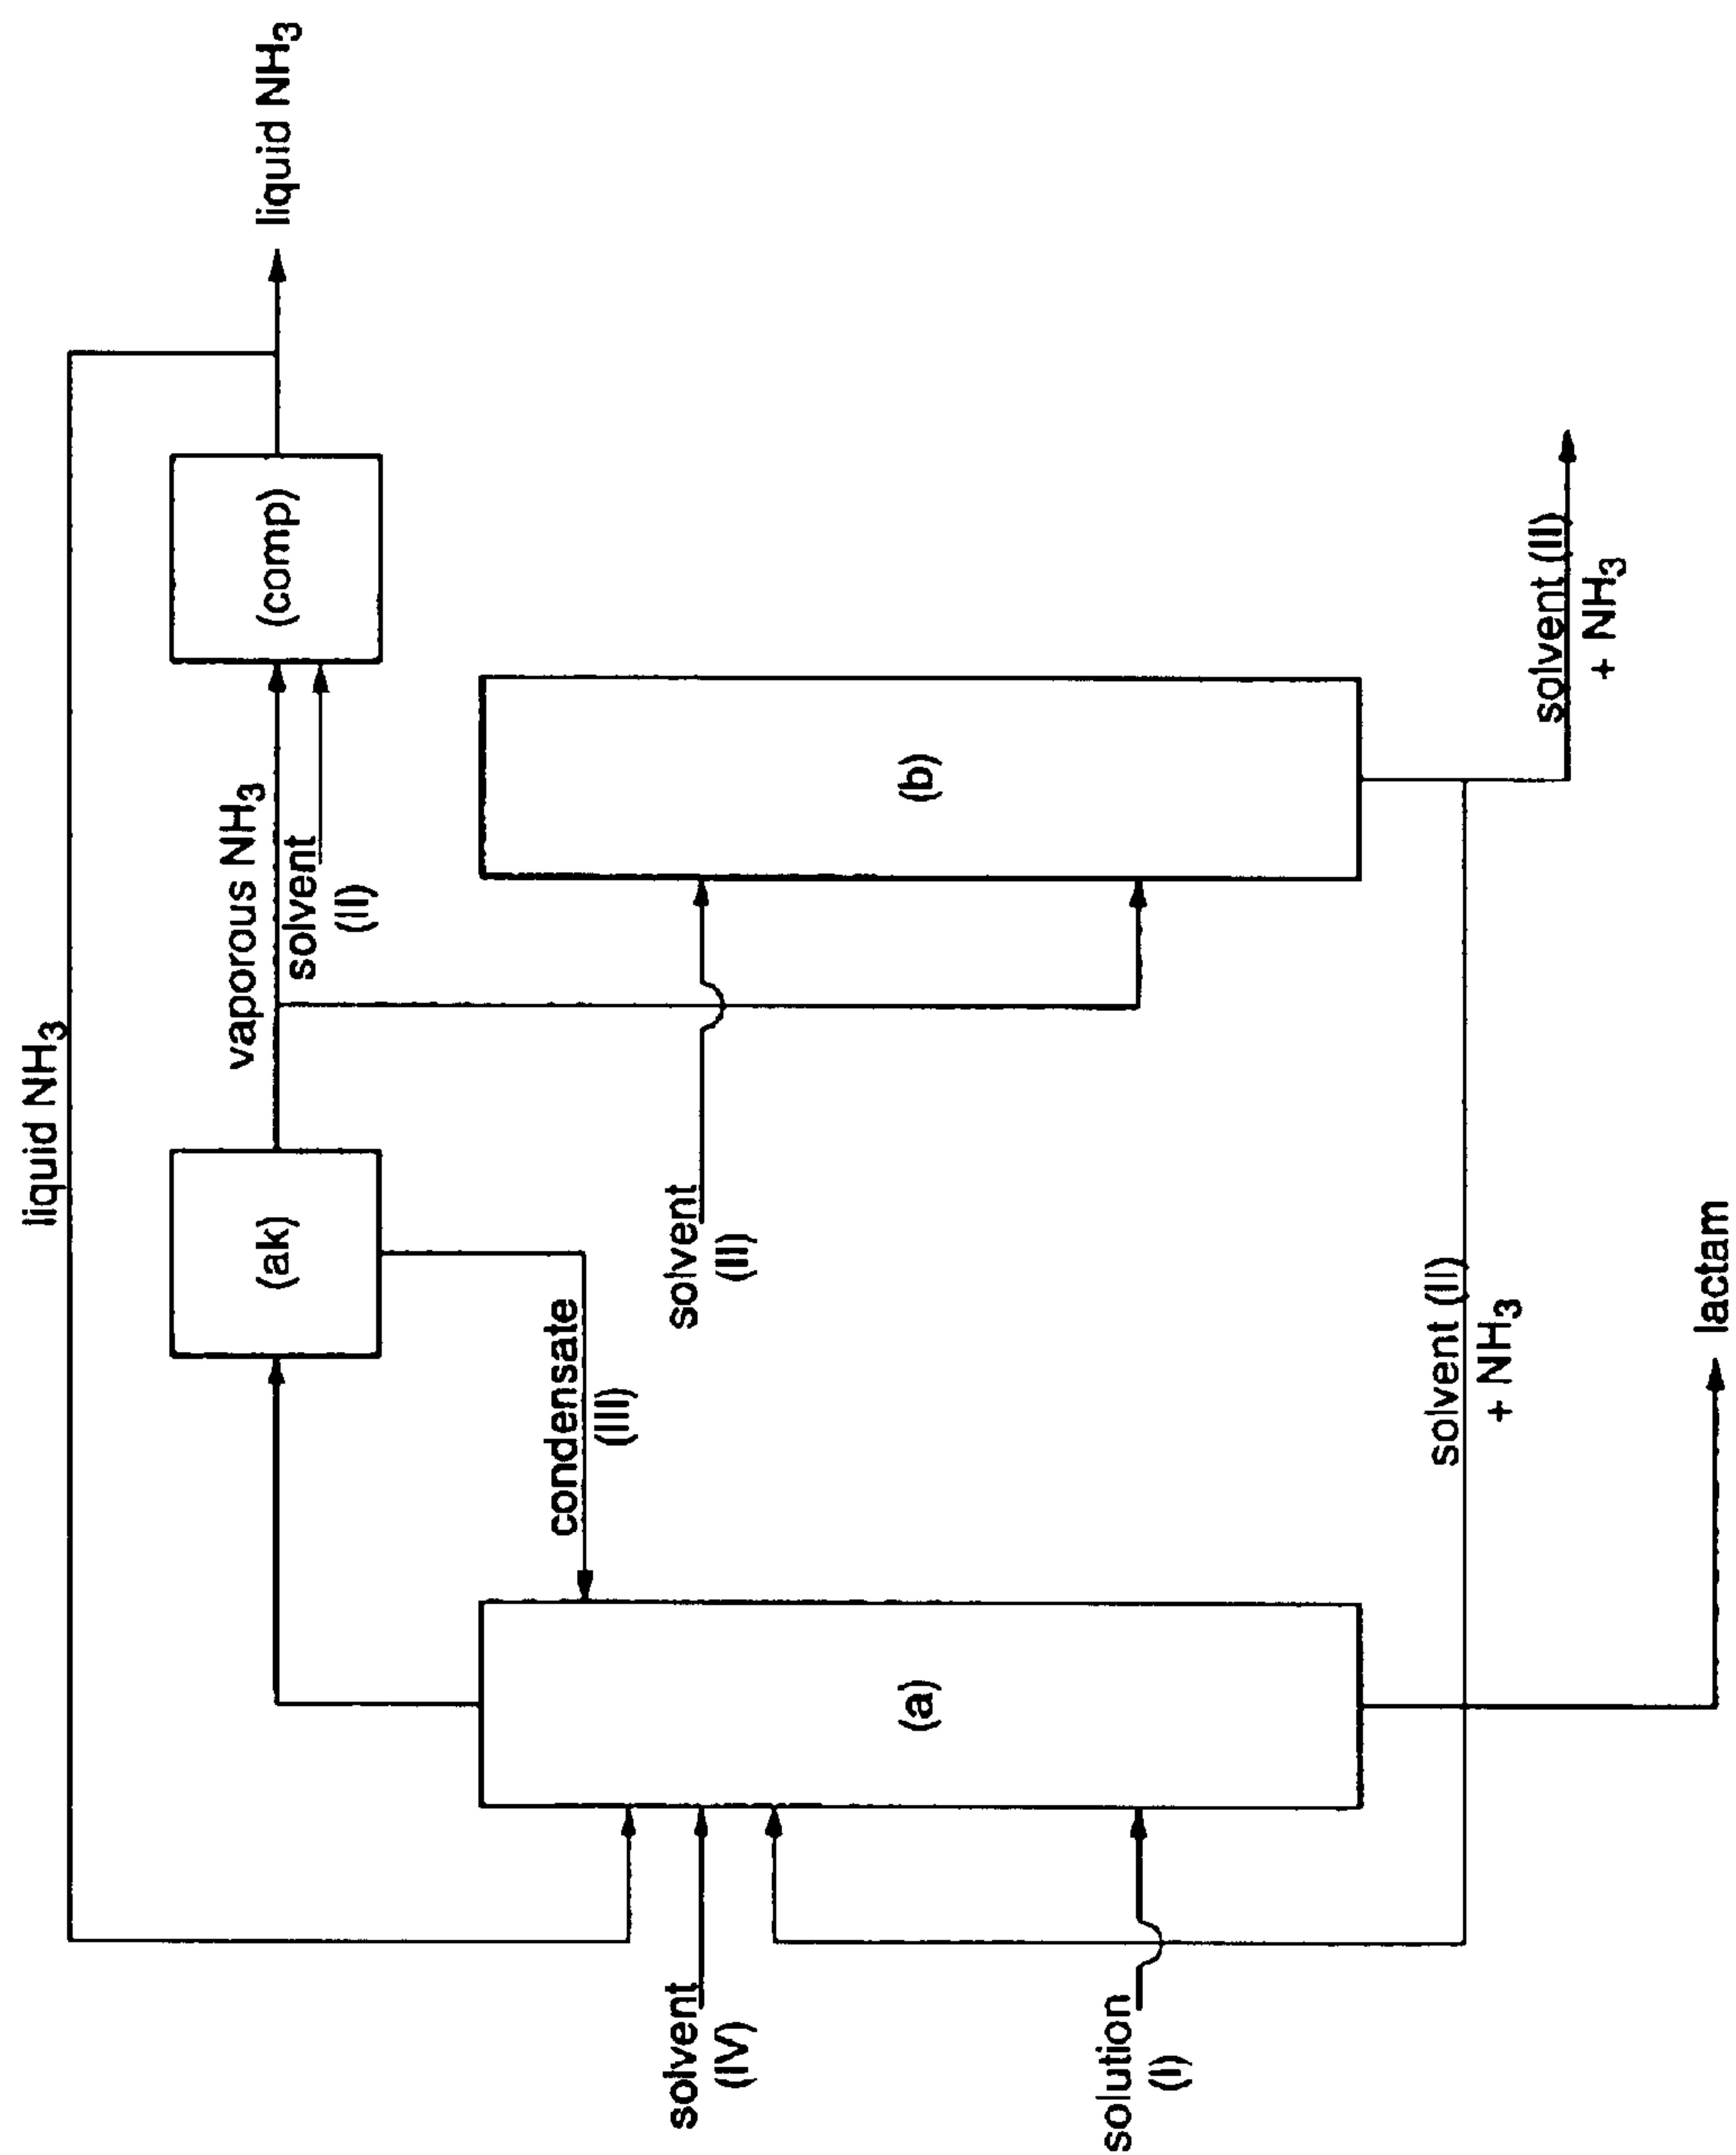 liquid NH3
liquid NH3
vaporous NH3
solvent
(II)
(ak)
(comp)
condensate
(III)
solvent
(II)
solvent
(IV)
(a)
(b)
solution
(I)
solvent (II)
+ NH3
solvent (II)
+ NH3
lactam